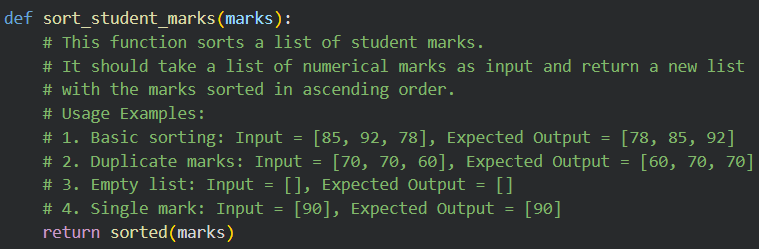 def sort_student_marks(marks):
    # This function sorts a list of student marks.
    # It should take a list of numerical marks as input and return a new list
    # with the marks sorted in ascending order.
    # Usage Examples:
    # 1. Basic sorting: Input = [85, 92, 78], Expected Output = [78, 85, 92]
    # 2. Duplicate marks: Input = [70, 70, 60], Expected Output = [60, 70, 70]
    # 3. Empty list: Input = [], Expected Output = []
    # 4. Single mark: Input = [90], Expected Output = [90]
    return sorted(marks)